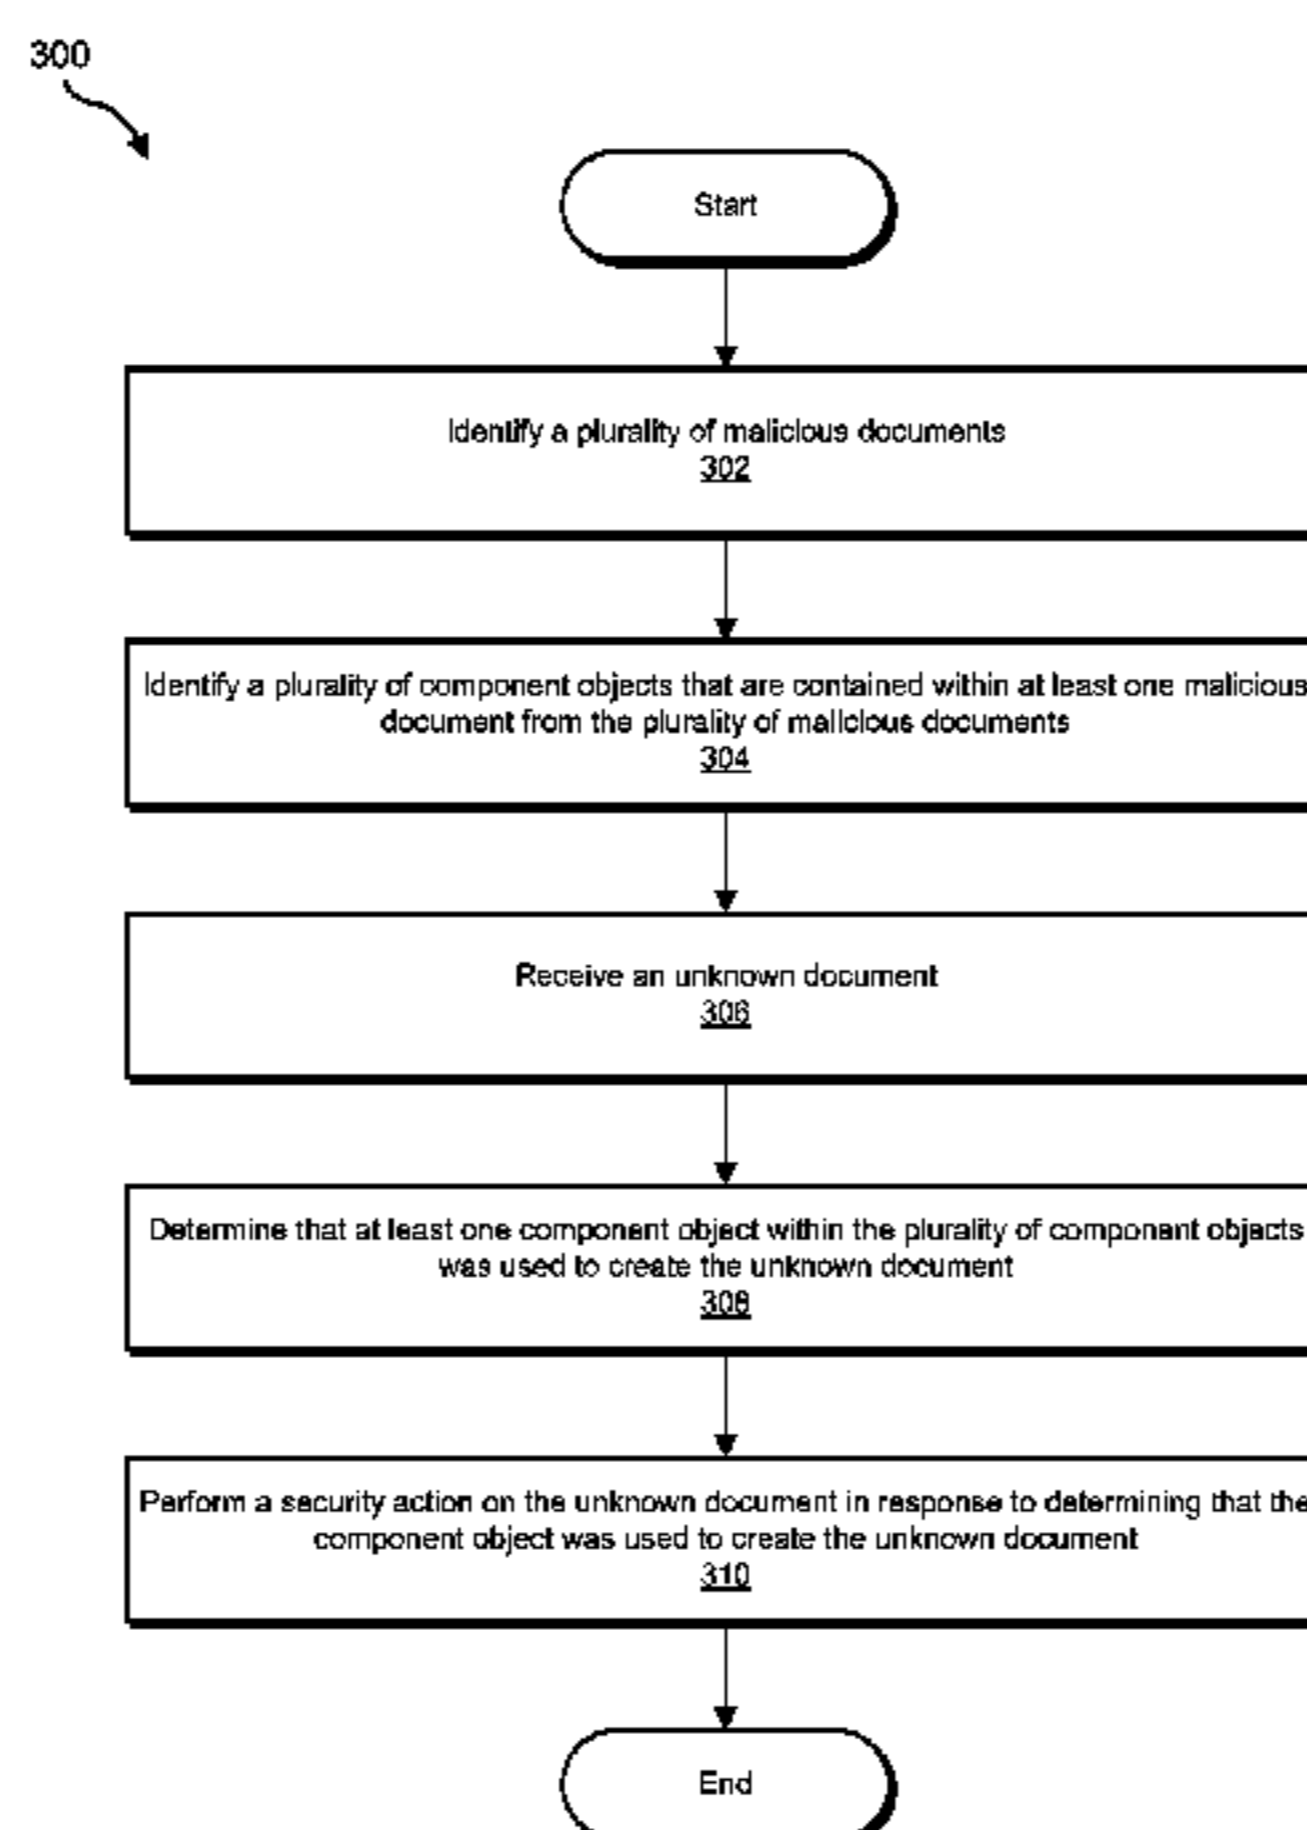 300
Start
Identify a plurality of malicious documents
302
Identify a plurality of component objects that are contained within at least one malicious
document from the plurality of malicious documents
304
Receive an unknown document
306
Determine that at least one component object within the plurality of component objects
was used to create the unknown document
308
Perform a security action on the unknown document in response to determining that the
component object was used to create the unknown document
310
End